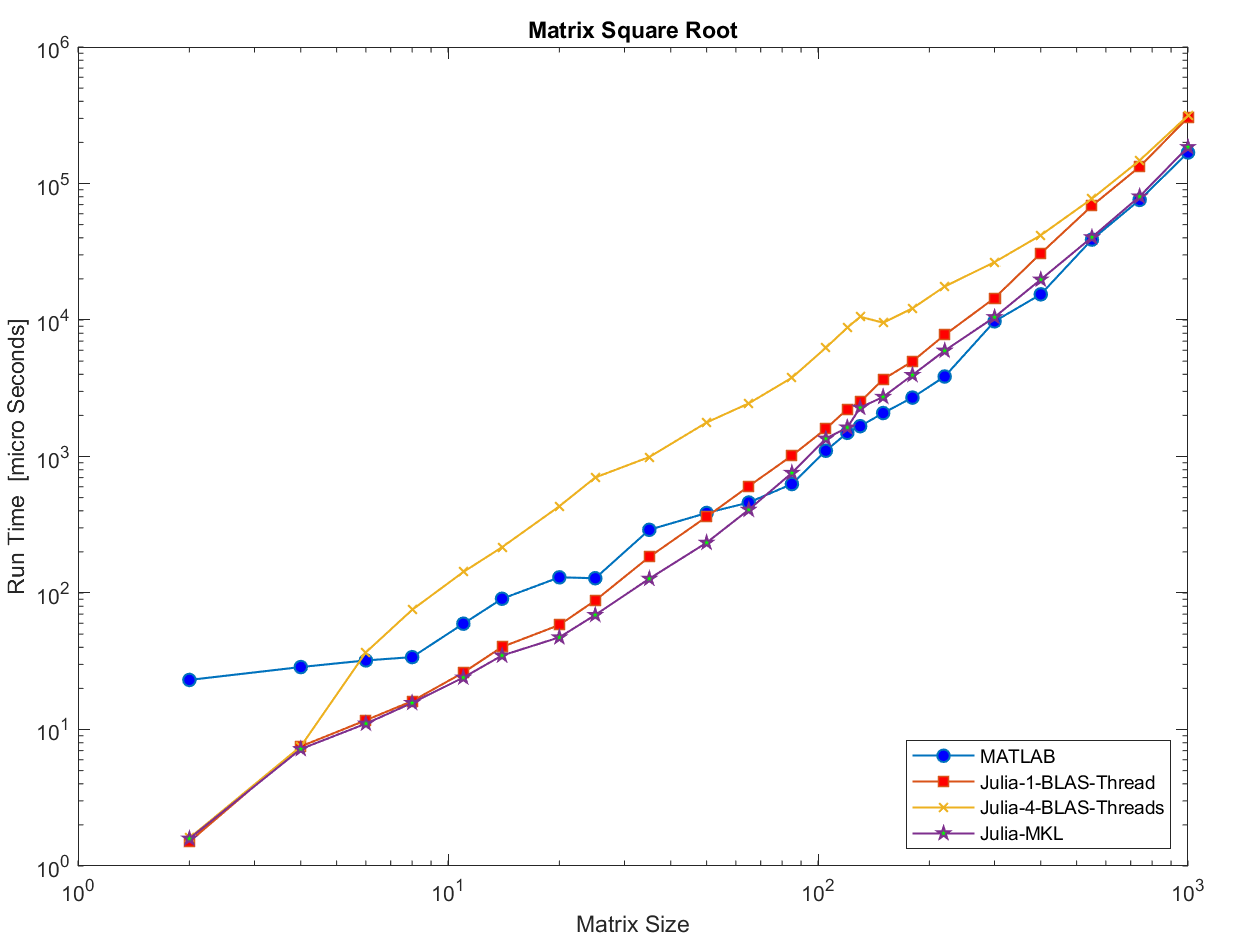 Matrix Square Root
10^6
10^5
10^4
10^3
10^2
10^1
10^0
Run Time  [micro Seconds]
10^0
10^1
10^2
10^3
Matrix Size
MATLAB
Julia-1-BLAS-Thread
Julia-4-BLAS-Threads
Julia-MKL